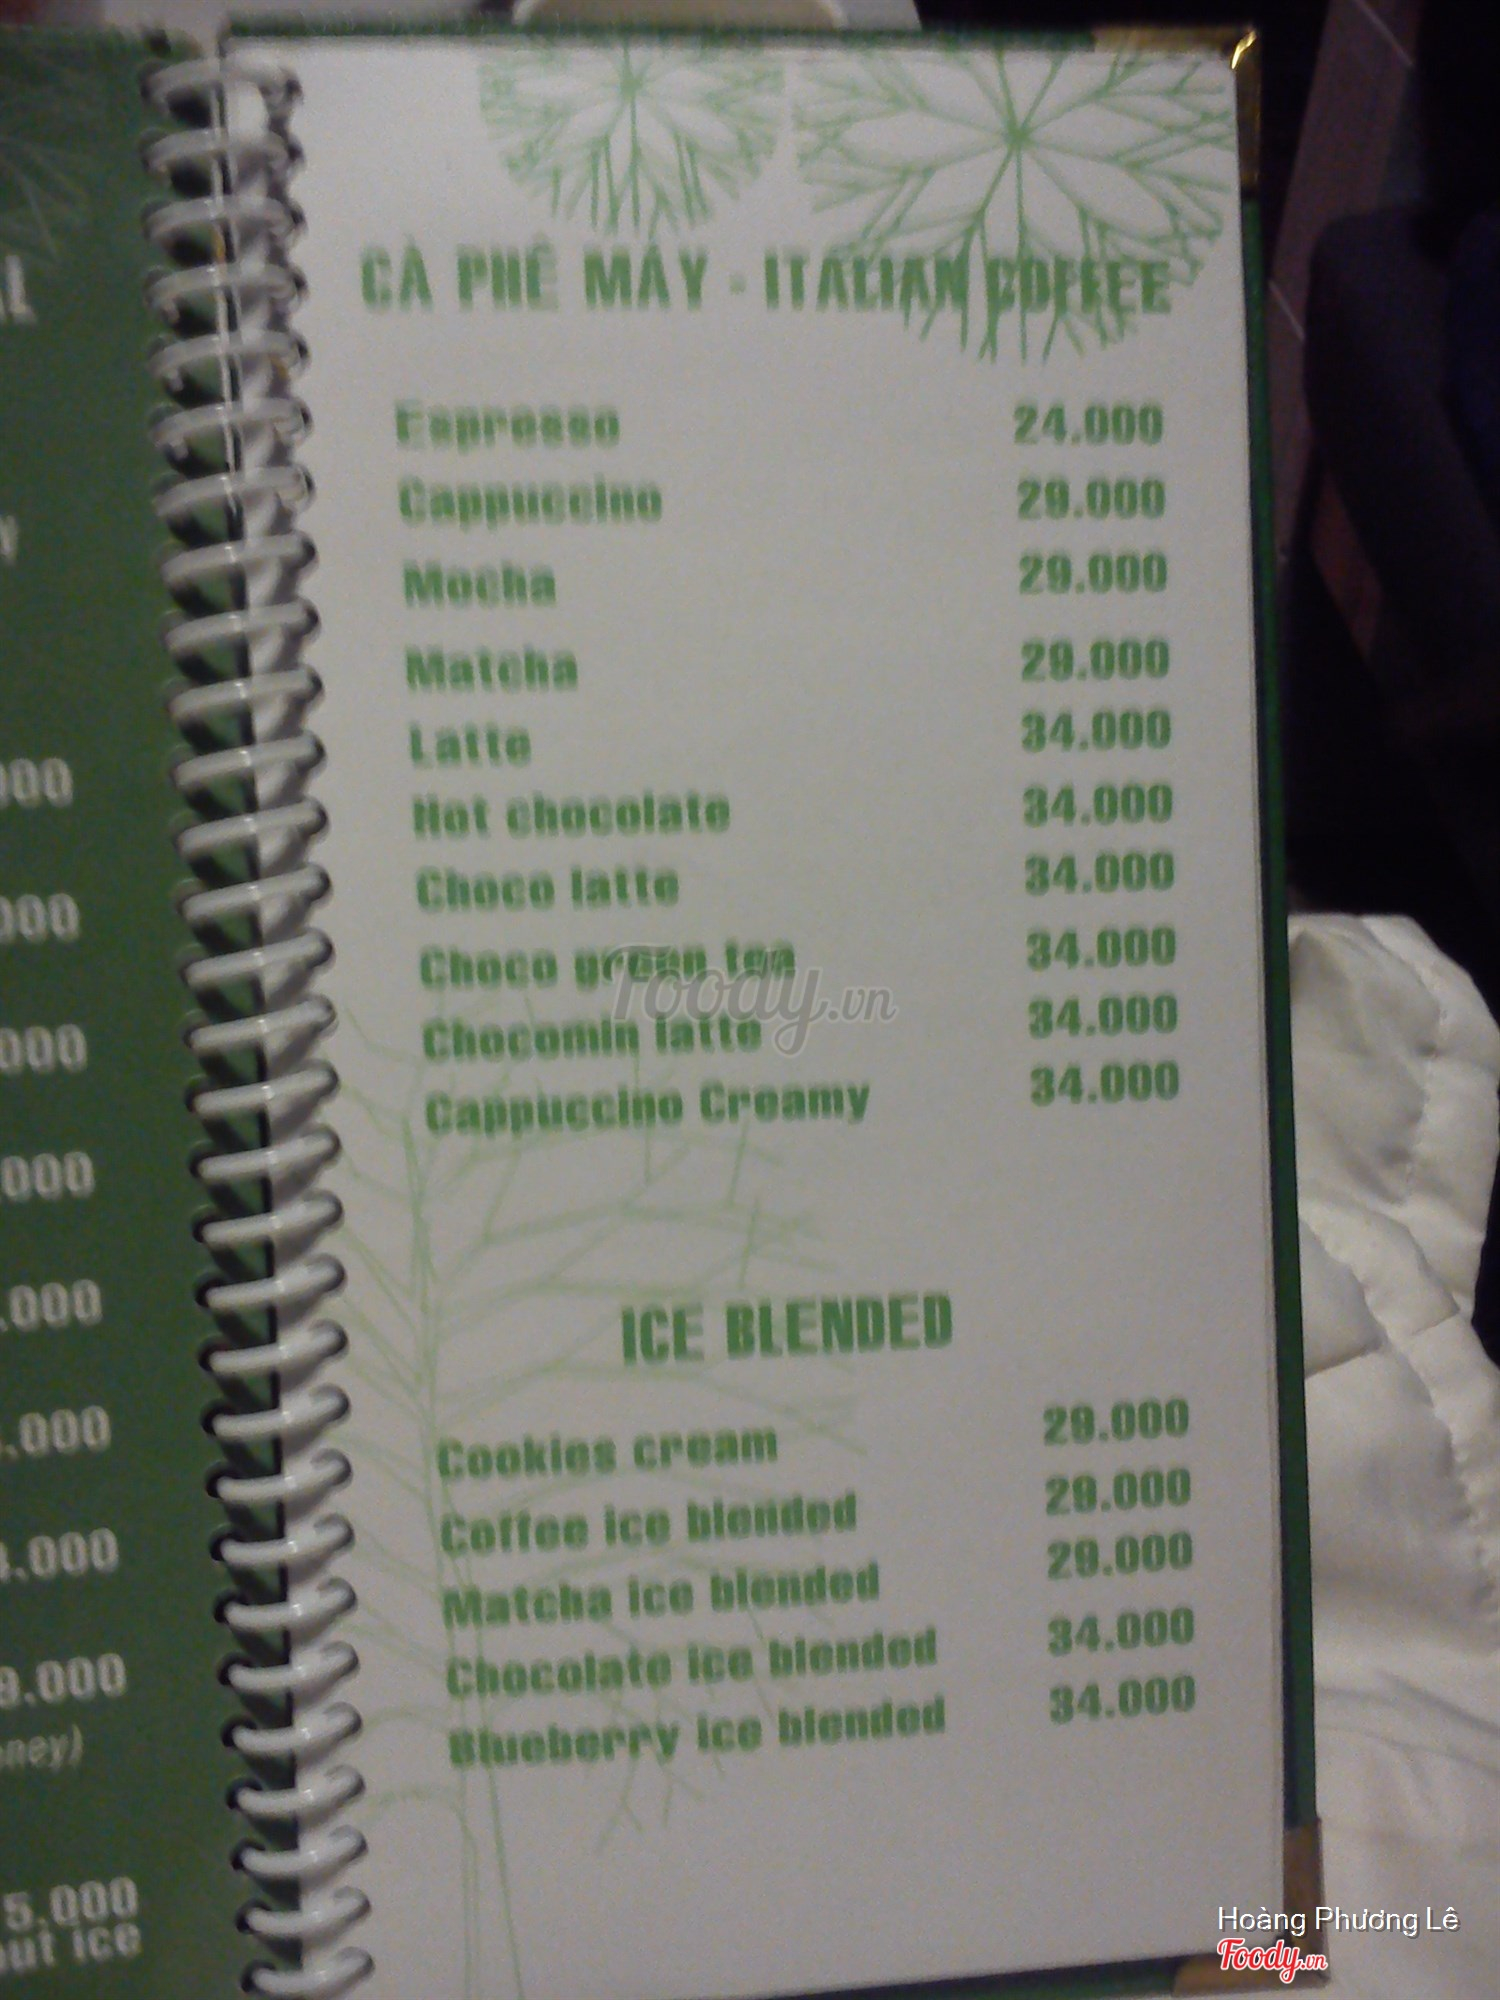 CÀ PHÊ MÁY - ITALIAN COFFEE
Espresso 24.000
Cappuccino 29.000
Mocha 29.000
Matcha 29.000
Latte 34.000
Hot chocolate 34.000
Choco latte 34.000
Choco green tea 34.000
Chocomin latte 34.000
Cappuccino Creamy 34.000
ICE BLENDED
Cookies cream 29.000
Coffee ice blended 29.000
Matcha ice blended 29.000
Chocolate ice blended 34.000
Blueberry ice blended 34.000
Foody.vn
Hoàng Phương Lê
Foody.vn